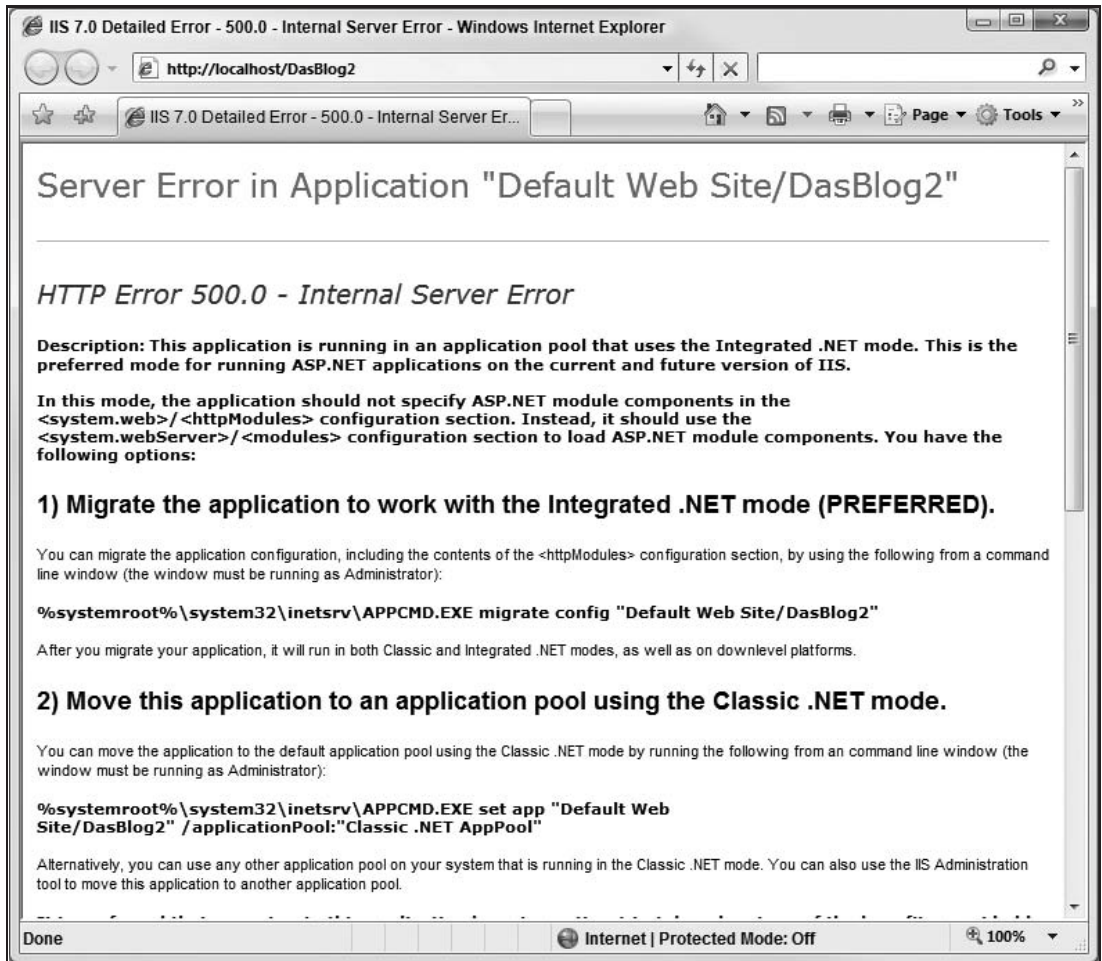 IIS 7.0 Detailed Error - 500.0 - Internal Server Error - Windows Internet Explorer
http://localhost/DasBlog2
IIS 7.0 Detailed Error - 500.0 - Internal Server Er...
Page
Tools
Server Error in Application "Default Web Site/DasBlog2"
HTTP Error 500.0 - Internal Server Error
Description: This application is running in an application pool that uses the Integrated .NET mode. This is the
preferred mode for running ASP.NET applications on the current and future version of IIS.
In this mode, the application should not specify ASP.NET module components in the
<system.web>/<httpModules> configuration section. Instead, it should use the
<system.webServer>/<modules> configuration section to load ASP.NET module components. You have the
following options:
1) Migrate the application to work with the Integrated .NET mode (PREFERRED).
You can migrate the application configuration, including the contents of the <httpModules> configuration section, by using the following from a command
line window (the window must be running as Administrator):
%systemroot%\system32\inetsrv\APPCMD.EXE migrate config "Default Web Site/DasBlog2"
After you migrate your application, it will run in both Classic and Integrated .NET modes, as well as on downlevel platforms.
2) Move this application to an application pool using the Classic .NET mode.
You can move the application to the default application pool using the Classic .NET mode by running the following from an command line window (the
window must be running as Administrator):
%systemroot%\system32\inetsrv\APPCMD.EXE set app "Default Web
Site/DasBlog2" /applicationPool:"Classic .NET AppPool"
Alternatively, you can use any other application pool on your system that is running in the Classic .NET mode. You can also use the IIS Administration
tool to move this application to another application pool.
Done
Internet | Protected Mode: Off
100%